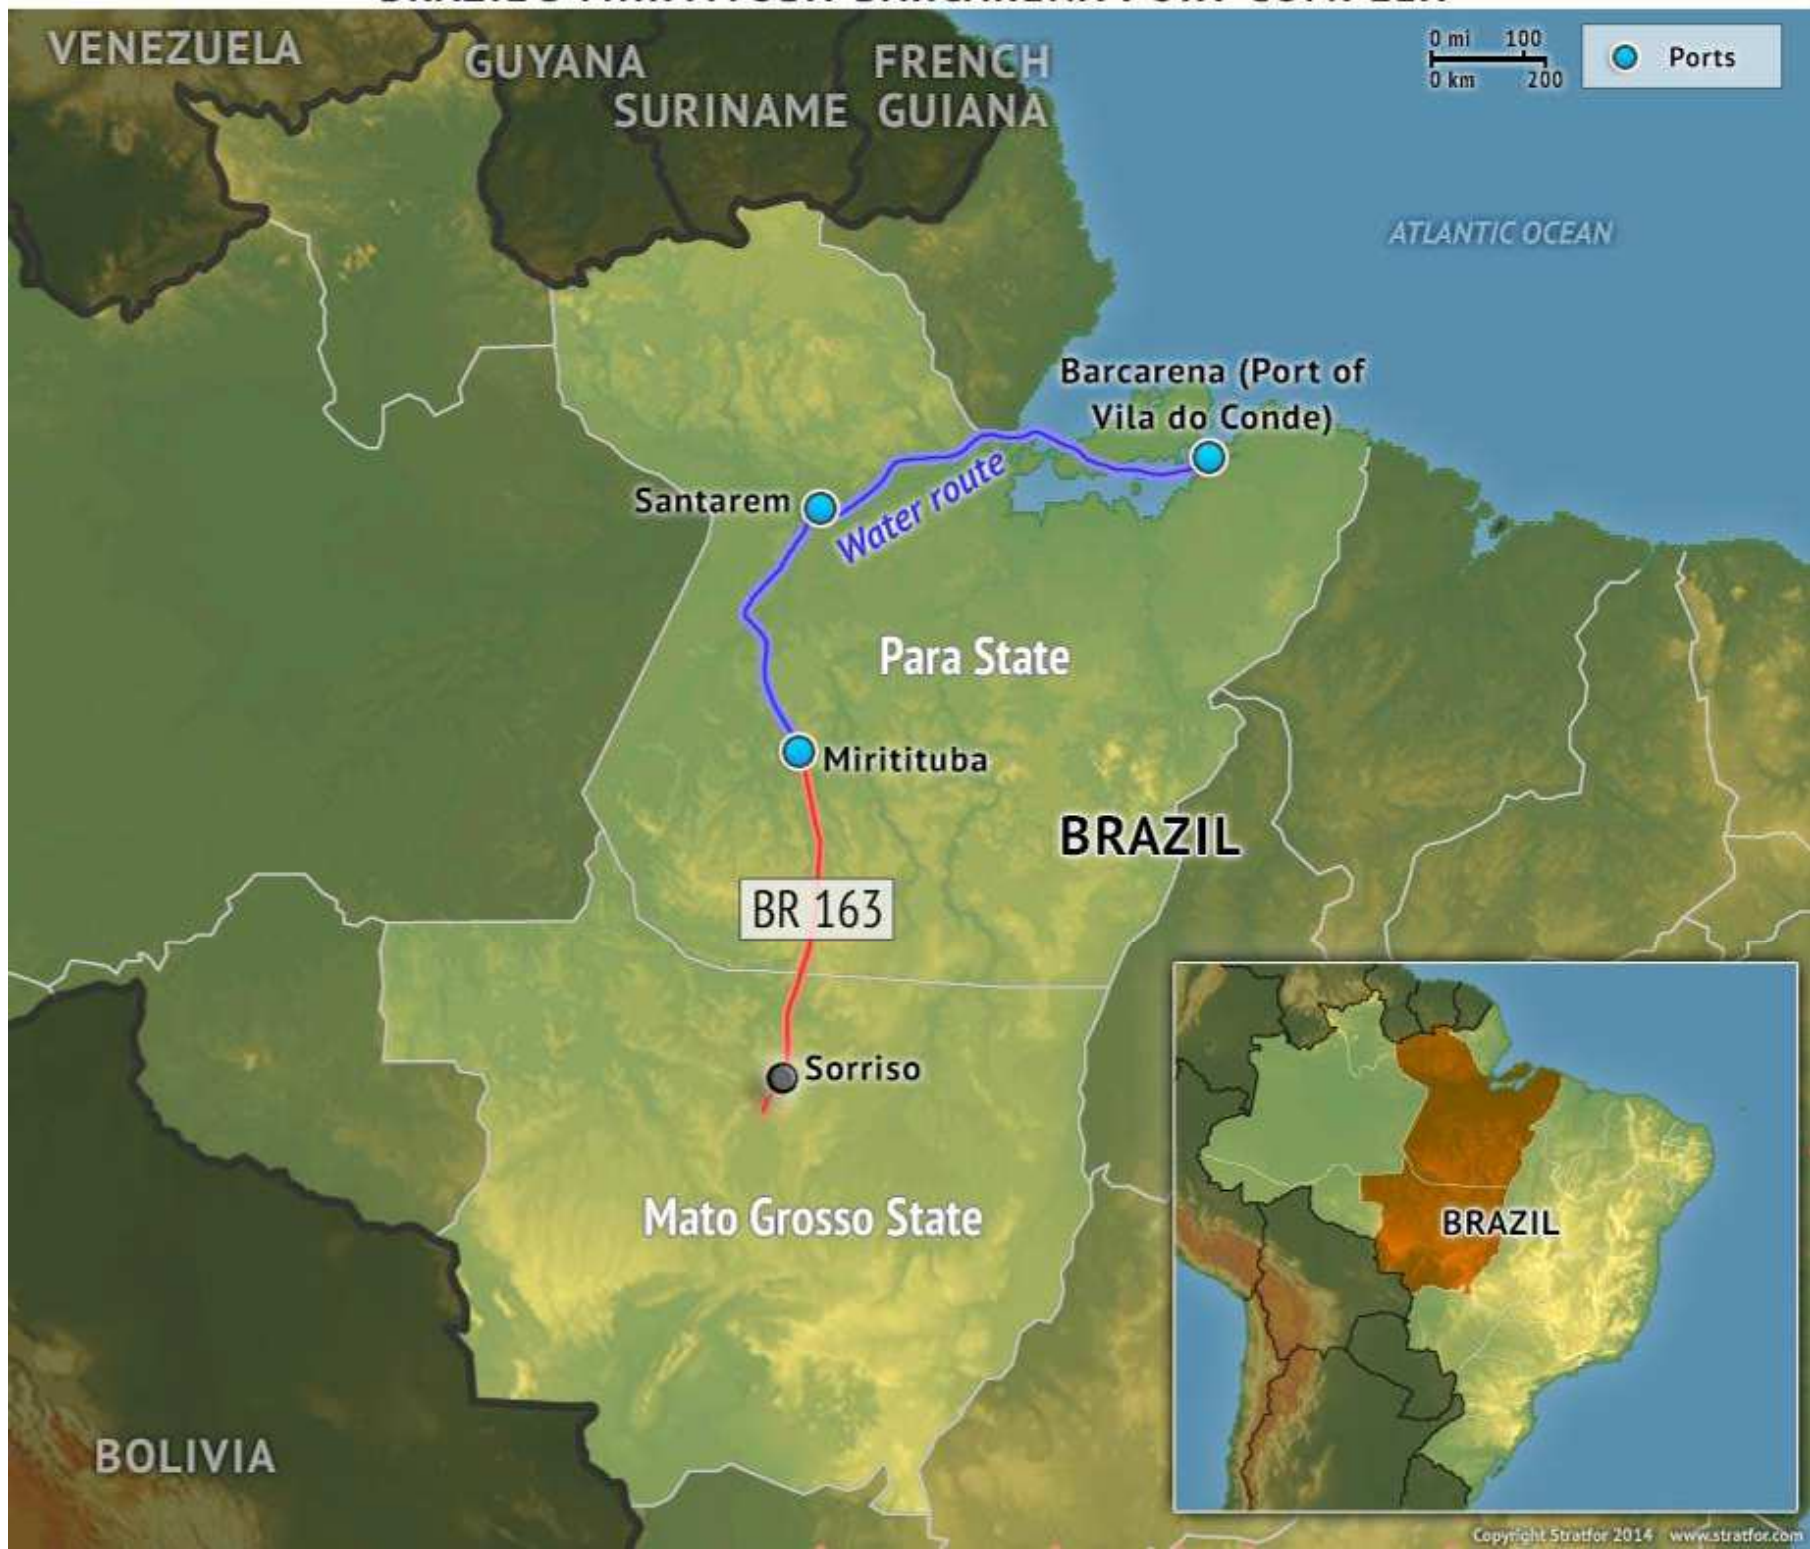 VENEZUELA
GUYANA
SURINAME
FRENCH
GUIANA
0 mi 100
0 km 200
Ports
ATLANTIC OCEAN
Barcarena (Port of
Vila do Conde)
Santarem
Water route
Para State
Miritituba
BRAZIL
BR 163
Sorriso
Mato Grosso State
BRAZIL
BOLIVIA
Copyright Stratfor 2014 www.stratfor.com